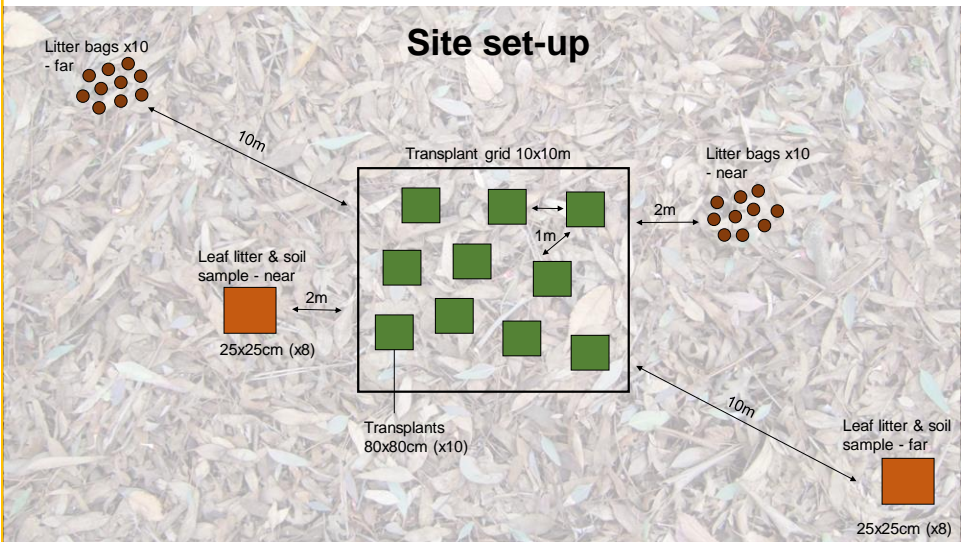 Site set-up
Litter bags x10
- far
10m
Transplant grid 10x10m
Litter bags x10
- near
2m
1m
Leaf litter & soil
sample - near
2m
25x25cm (x8)
Transplants
80x80cm (x10)
10m
Leaf litter & soil
sample - far
25x25cm (x8)